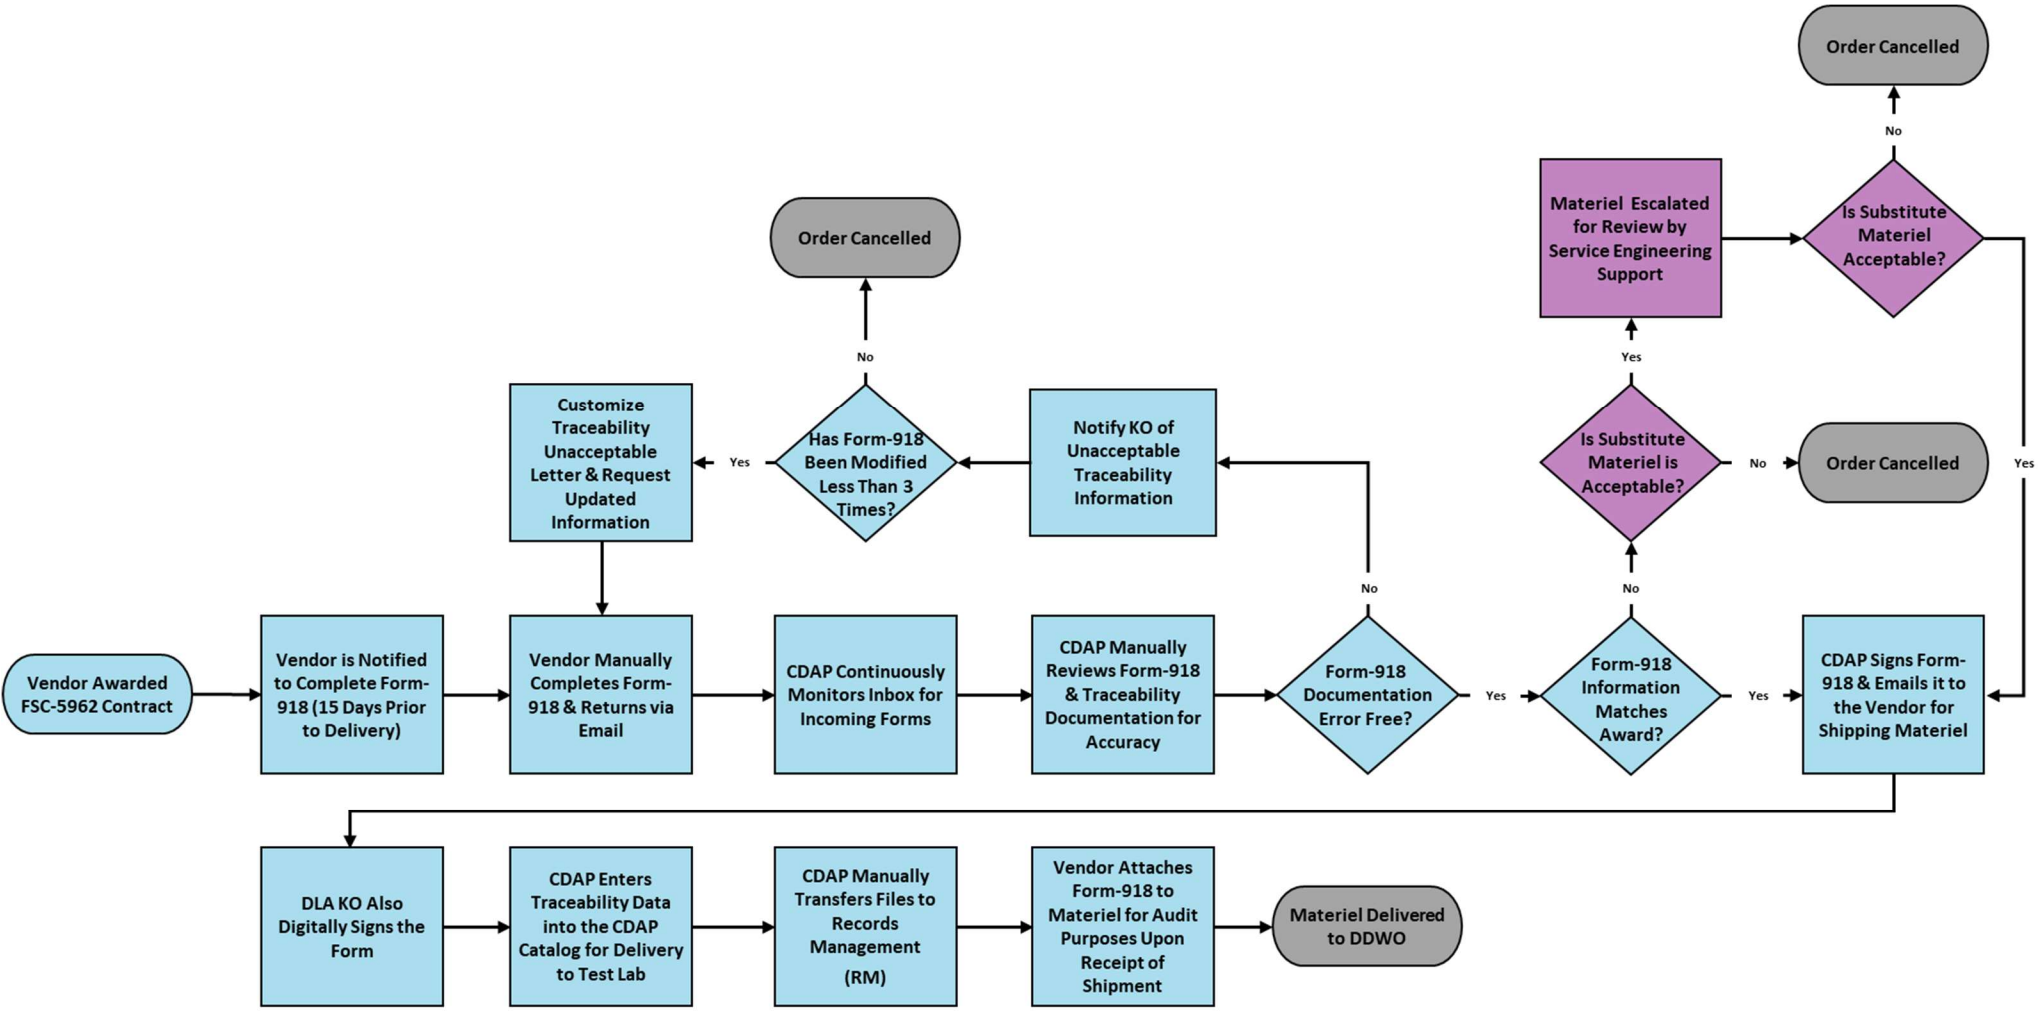 Order Cancelled
No
Materiel Escalated
for Review by
Service Engineering
Support
Is Substitute
Materiel
Acceptable?
Order Cancelled
No
Yes
Customize
Traceability
Unacceptable
Letter & Request
Updated
Information
Yes
Has Form-918
Been Modified
Less Than 3
Times?
Notify KO of
Unacceptable
Traceability
Information
Is Substitute
Materiel is
Acceptable?
No
Order Cancelled
Yes
No
No
Vendor Awarded
FSC-5962 Contract
Vendor is Notified
to Complete Form-
918 (15 Days Prior
to Delivery)
Vendor Manually
Completes Form-
918 & Returns via
Email
CDAP Continuously
Monitors Inbox for
Incoming Forms
CDAP Manually
Reviews Form-918
& Traceability
Documentation for
Accuracy
Form-918
Documentation
Error Free?
Yes
Form-918
Information
Matches
Award?
Yes
CDAP Signs Form-
918 & Emails it to
the Vendor for
Shipping Materiel
DLA KO Also
Digitally Signs the
Form
CDAP Enters
Traceability Data
into the CDAP
Catalog for Delivery
to Test Lab
CDAP Manually
Transfers Files to
Records
Management
(RM)
Vendor Attaches
Form-918 to
Materiel for Audit
Purposes Upon
Receipt of
Shipment
Materiel Delivered
to DDWO